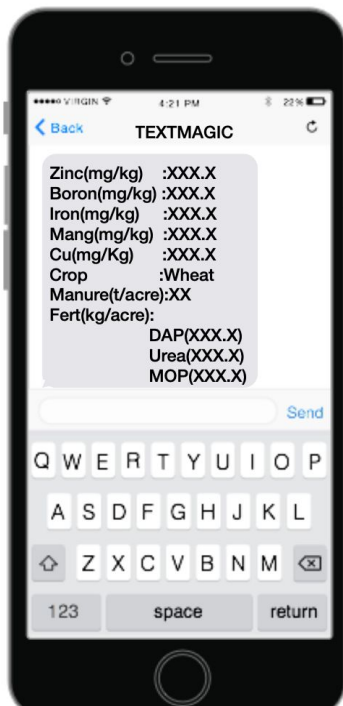 VIRGIN 4:21 PM 22%
Back TEXTMAGIC
Zinc(mg/kg) :XXX.X
Boron(mg/kg) :XXX.X
Iron(mg/kg) :XXX.X
Mang(mg/kg) :XXX.X
Cu(mg/Kg) :XXX.X
Crop :Wheat
Manure(t/acre):XX
Fert(kg/acre):
DAP(XXX.X)
Urea(XXX.X)
MOP(XXX.X)
Send
Q W E R T Y U I O P
A S D F G H J K L
Z X C V B N M
123 space return